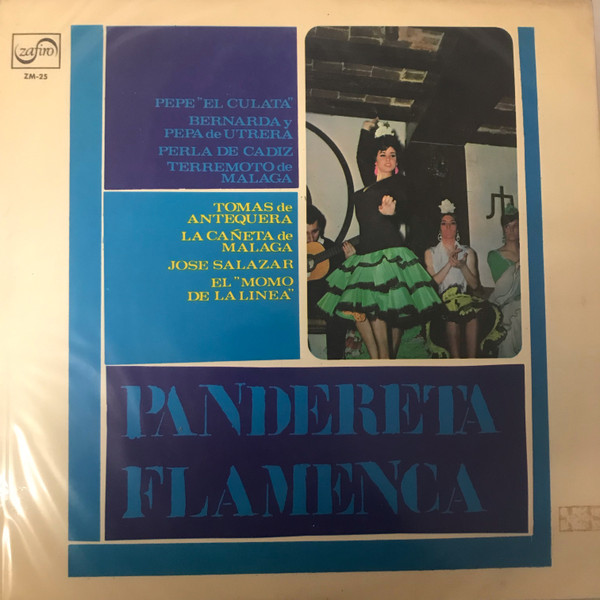 zafiro
ZM-25
PEPE "EL CULATA"
BERNARDA y
PEPA de UTRERA
PERLA DE CADIZ
TERREMOTO de
MALAGA
TOMAS de
ANTEQUERA
LA CAÑETA de
MALAGA
JOSE SALAZAR
EL "MOMO
DE LA LINEA"
PANDERETA
FLAMENCA